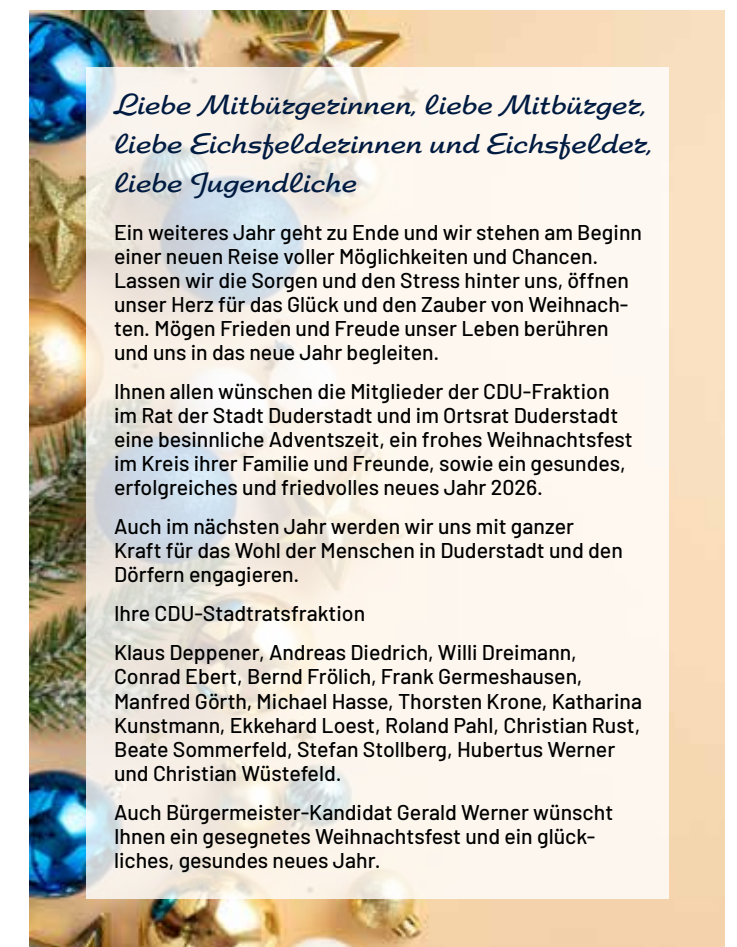 Liebe Mitbürgerinnen, liebe Mitbürger,
liebe Eichsfelderinnen und Eichsfelder,
liebe Jugendliche
Ein weiteres Jahr geht zu Ende und wir stehen am Beginn
einer neuen Reise voller Möglichkeiten und Chancen.
Lassen wir die Sorgen und den Stress hinter uns, öffnen
unser Herz für das Glück und den Zauber von Weihnach-
ten. Mögen Frieden und Freude unser Leben berühren
und uns in das neue Jahr begleiten.
Ihnen allen wünschen die Mitglieder der CDU-Fraktion
im Rat der Stadt Duderstadt und im Ortsrat Duderstadt
eine besinnliche Adventszeit, ein frohes Weihnachtsfest
im Kreis ihrer Familie und Freunde, sowie ein gesundes,
erfolgreiches und friedvolles neues Jahr 2026.
Auch im nächsten Jahr werden wir uns mit ganzer
Kraft für das Wohl der Menschen in Duderstadt und den
Dörfern engagieren.
Ihre CDU-Stadtratsfraktion
Klaus Deppener, Andreas Diedrich, Willi Dreimann,
Conrad Ebert, Bernd Frölich, Frank Germeshausen,
Manfred Görth, Michael Hasse, Thorsten Krone, Katharina
Kunstmann, Ekkehard Loest, Roland Pahl, Christian Rust,
Beate Sommerfeld, Stefan Stollberg, Hubertus Werner
und Christian Wüstefeld.
Auch Bürgermeister-Kandidat Gerald Werner wünscht
Ihnen ein gesegnetes Weihnachtsfest und ein glück-
liches, gesundes neues Jahr.